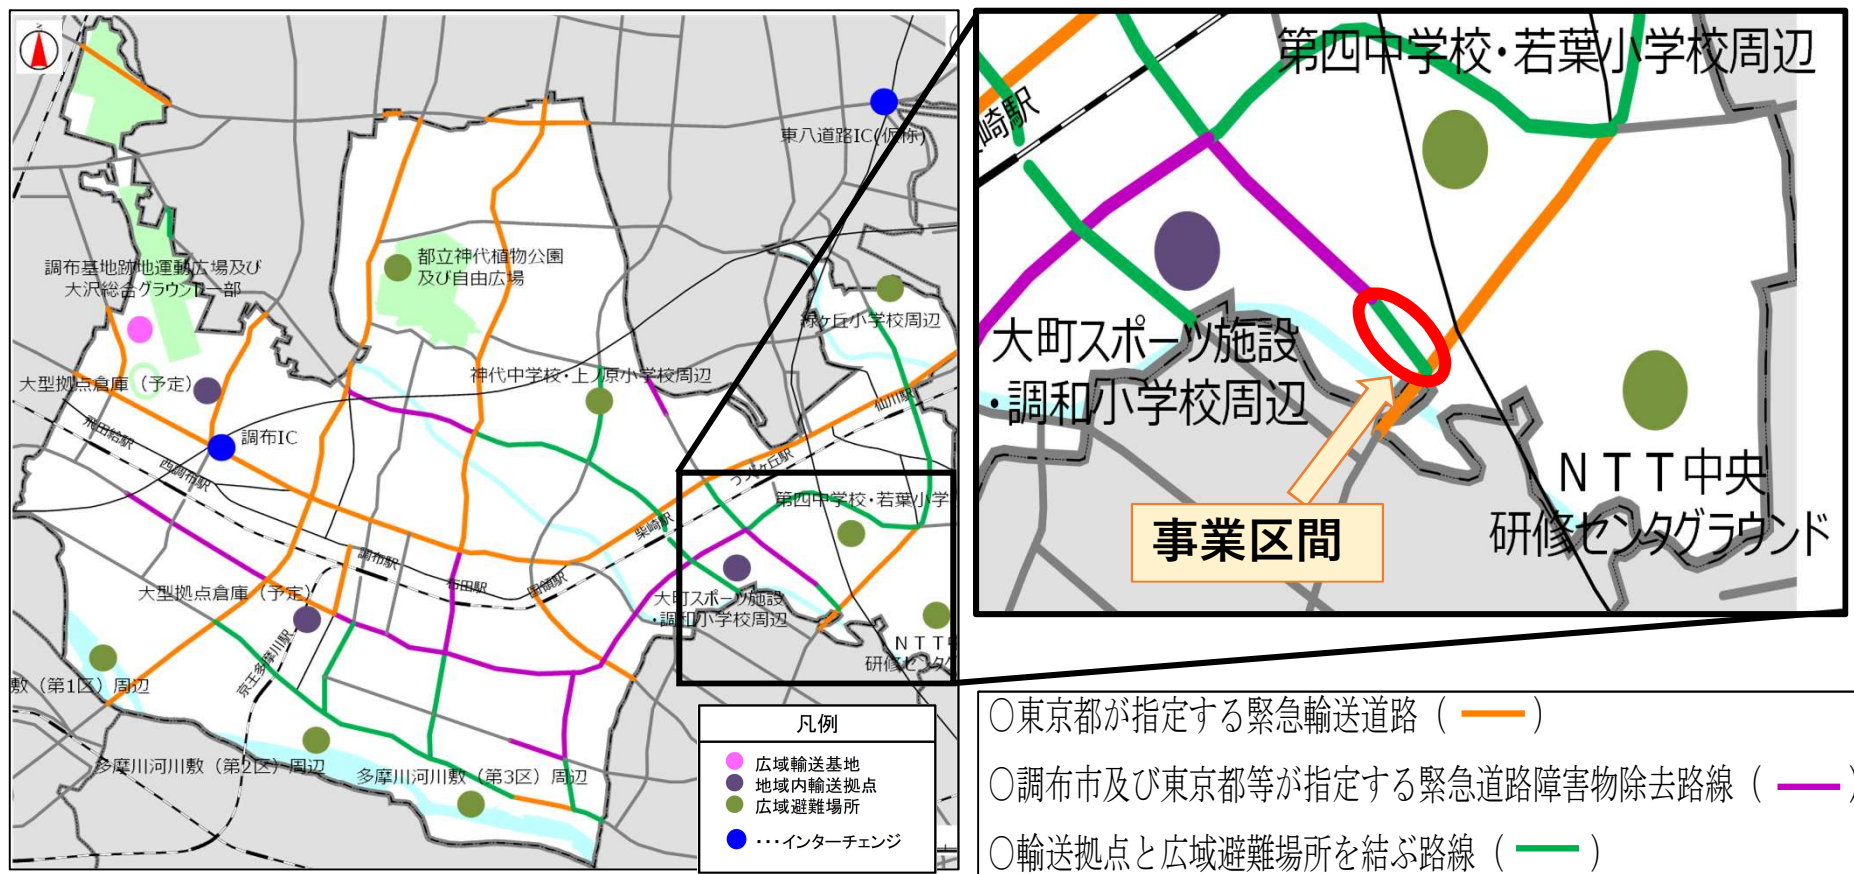 N
東八道路IC(仮称)
調布基地跡地運動広場及び
大沢総合グラウンド一部
都立神代植物公園
及び自由広場
緑ヶ丘小学校周辺
大型拠点倉庫(予定)
神代中学校・上ノ原小学校周辺
仙川駅
飛田給駅
調布IC
西調布駅
つつじヶ丘駅
第四中学校・若葉小学
柴崎駅
調布駅
布田駅
国領駅
大型拠点倉庫(予定)
大町スポーツ施設
・調和小学校周辺
京王多摩川駅
NTT中
研修センタグ
敷(第1区)周辺
多摩川河川敷(第2区)周辺
多摩川河川敷(第3区)周辺
凡例
広域輸送基地
地域内輸送拠点
広域避難場所
・・・インターチェンジ
第四中学校・若葉小学校周辺
崎駅
大町スポーツ施設
・調和小学校周辺
事業区間
NTT中央
研修センタグラウンド
○東京都が指定する緊急輸送道路( )
○調布市及び東京都等が指定する緊急道路障害物除去路線( )
○輸送拠点と広域避難場所を結ぶ路線( )